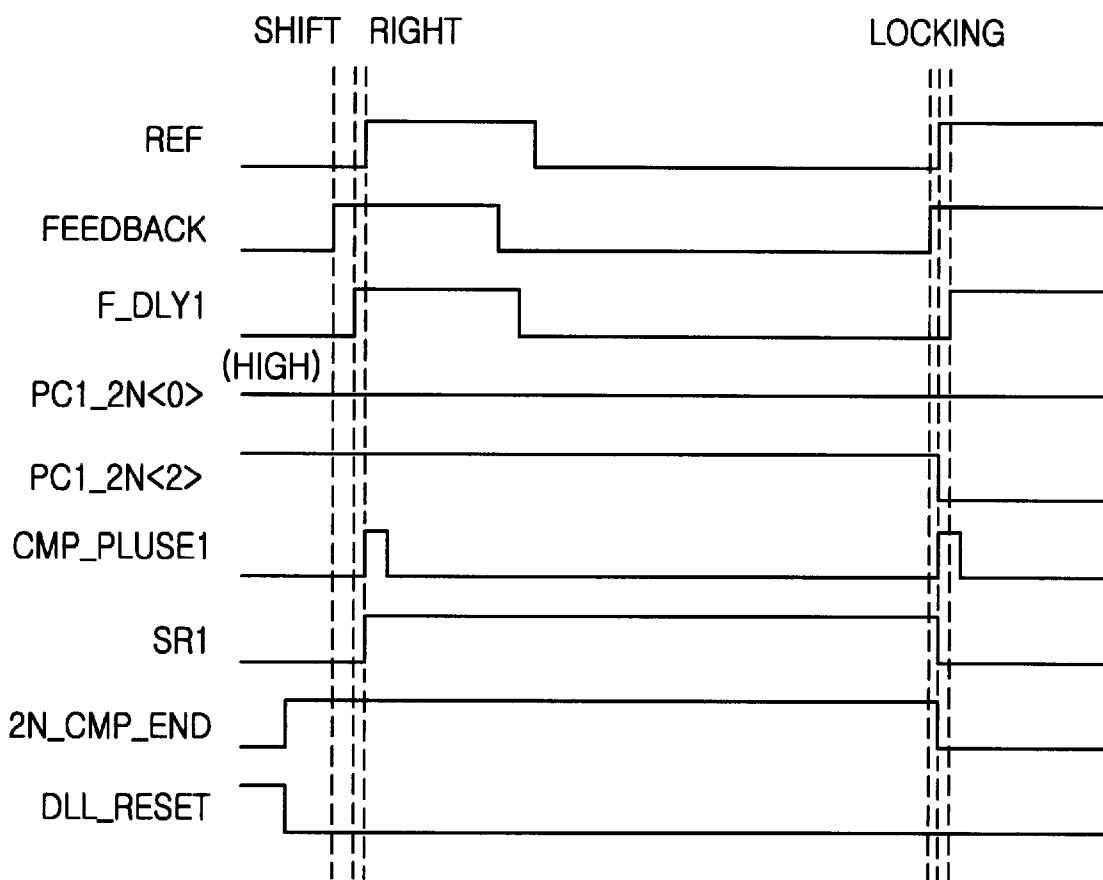 SHIFT RIGHT LOCKING
REF
FEEDBACK
F_DLY1
(HIGH)
PC1_2N<0>
PC1_2N<2>
CMP_PLUSE1
SR1
2N_CMP_END
DLL_RESET